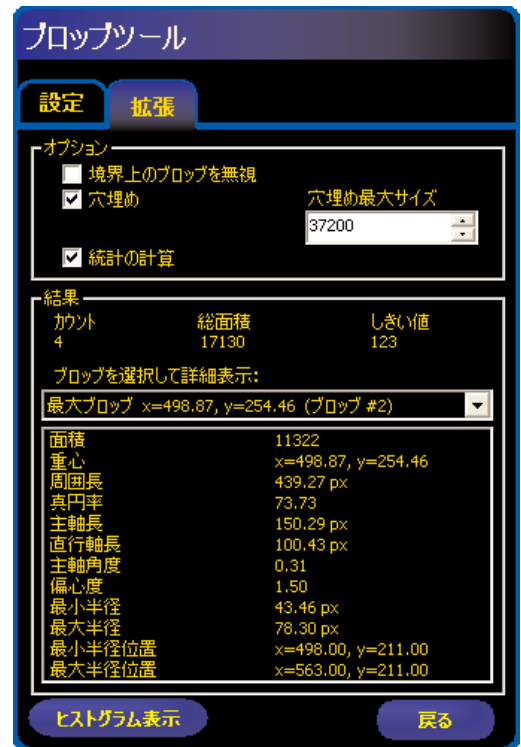 ブロッブツール
設定 拡張
オプション
境界上のブロッブを無視
穴埋め 穴埋め最大サイズ
37200
統計の計算
結果
カウント 総面積 しきい値
4 17130 123
ブロッブを選択して詳細表示:
最大ブロッブ x=498.87, y=254.46 (ブロッブ #2)
面積 11322
重心 x=498.87, y=254.46
周囲長 439.27 px
真円率 73.73
主軸長 150.29 px
直行軸長 100.43 px
主軸角度 0.31
偏心度 1.50
最小半径 43.46 px
最大半径 78.30 px
最小半径位置 x=498.00, y=211.00
最大半径位置 x=563.00, y=211.00
ヒストグラム表示 戻る